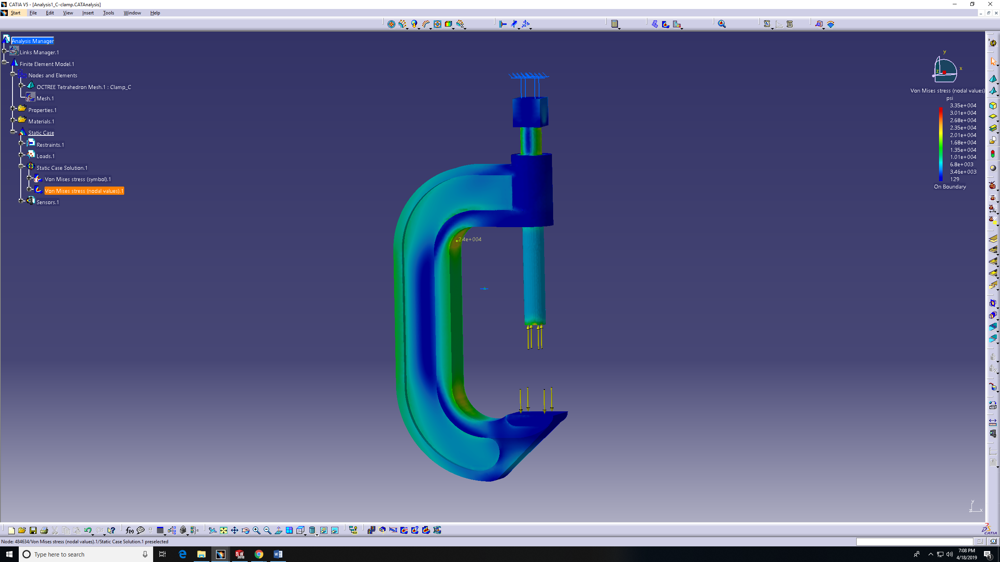 CATIA V5 - [Analysis1_C-clamp.CATAnalysis]
Start File Edit View Insert Tools Window Help
Analysis Manager
Links Manager.1
Finite Element Model.1
Nodes and Elements
OCTREE Tetrahedron Mesh.1 : Clamp_C
Mesh.1
Properties.1
Materials.1
Static Case
Restraints.1
Loads.1
Static Case Solution.1
Von Mises stress (symbol).1
Von Mises stress (nodal values).1
Sensors.1
2.4e+004
y
x
z
Von Mises stress (nodal values)
psi
3.35e+004
3.01e+004
2.68e+004
2.35e+004
2.01e+004
1.68e+004
1.35e+004
1.01e+004
6.8e+003
3.46e+003
129
On Boundary
y
z x
f(x)
DS
CATIA
Node: 484634/Von Mises stress (nodal values).1/Static Case Solution.1 preselected
Type here to search
SW
2018
W
7:08 PM
4/18/2019
1